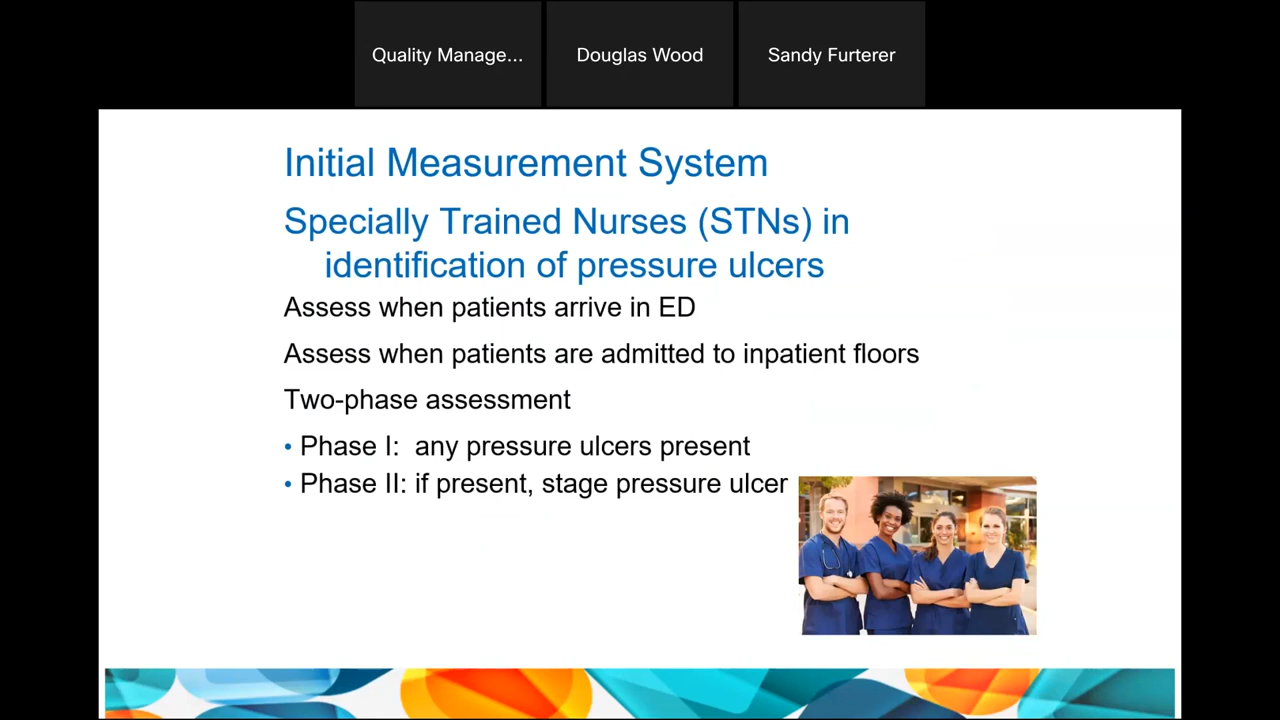 Quality Manage...
Douglas Wood
Sandy Furterer
Initial Measurement System
Specially Trained Nurses (STNs) in
identification of pressure ulcers
Assess when patients arrive in ED
Assess when patients are admitted to inpatient floors
Two-phase assessment
• Phase I:  any pressure ulcers present
• Phase II: if present, stage pressure ulcer